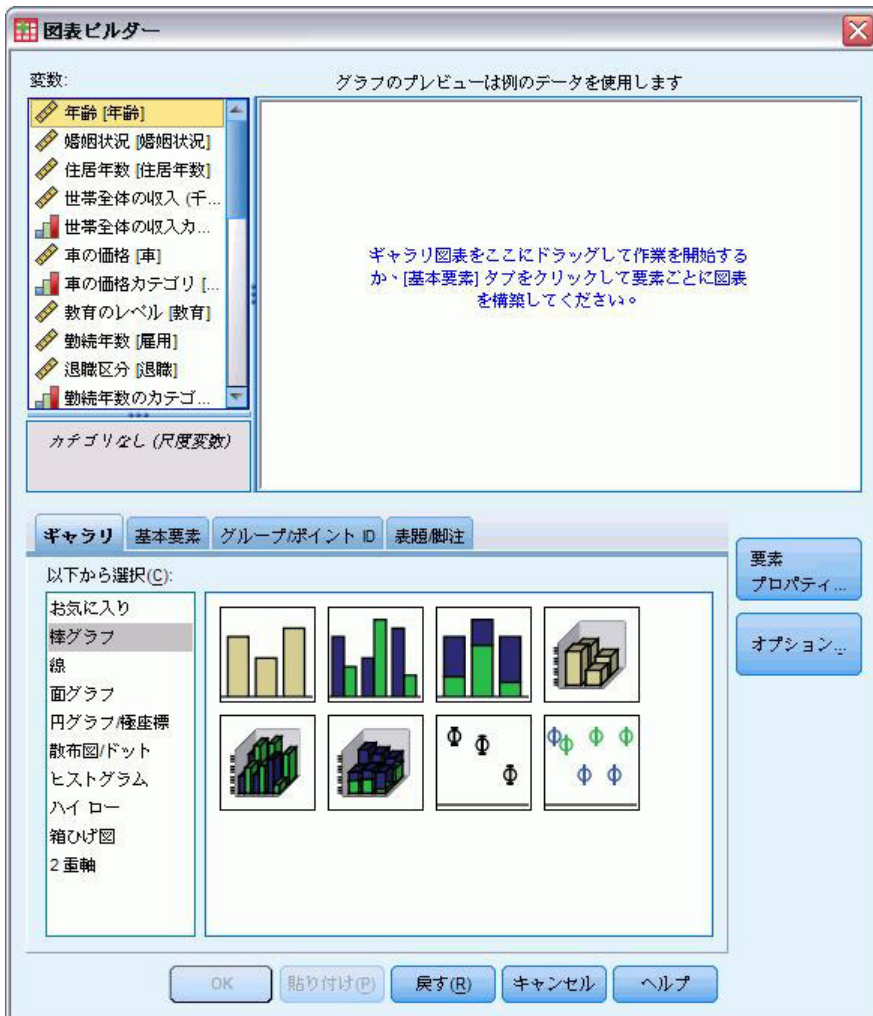 図表ビルダー
変数:
グラフのプレビューは例のデータを使用します
年齢 [年齢]
婚姻状況 [婚姻状況]
住居年数 [住居年数]
世帯全体の収入 (千...
世帯全体の収入カ...
車の価格 [車]
車の価格カテゴリ [...
教育のレベル [教育]
勤続年数 [雇用]
退職区分 [退職]
勤続年数のカテゴ...
カテゴリなし (尺度変数)
ギャラリ図表をここにドラッグして作業を開始する
か、[基本要素] タブをクリックして要素ごとに図表
を構築してください。
ギャラリ 基本要素 グループ/ポイント ID 表題/脚注
以下から選択(C):
お気に入り
棒グラフ
線
面グラフ
円グラフ/極座標
散布図/ドット
ヒストグラム
ハイ ロー
箱ひげ図
2 重軸
要素
プロパティ...
オプション...
OK 貼り付け(P) 戻す(R) キャンセル ヘルプ